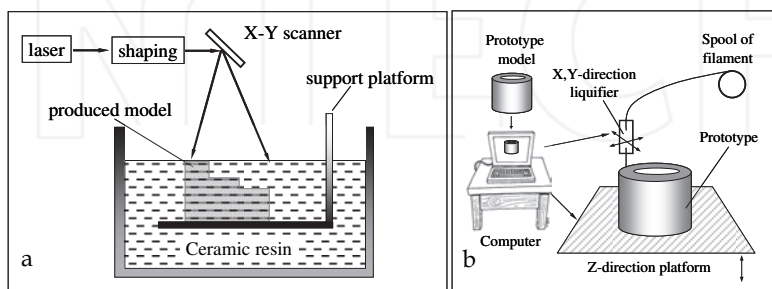 laser
shaping
X-Y scanner
support platform
produced model
Ceramic resin
a
Prototype
model
Spool of
filament
X,Y-direction
liquifier
Prototype
Computer
Z-direction platform
b